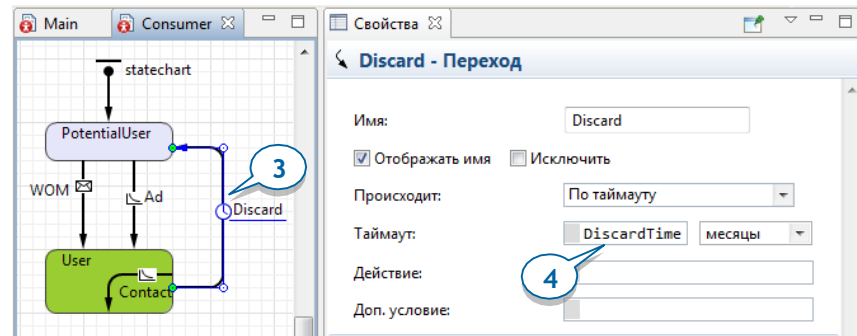 Main
Consumer
statechart
PotentialUser
3
WOM
Ad
Discard
User
Contact
Свойства
Discard - Переход
Имя: Discard
Отображать имя Исключить
Происходит: По таймауту
Таймаут: DiscardTime месяцы
4
Действие:
Доп. условие: